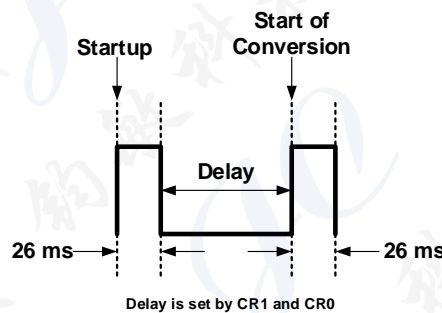 Startup
Start of
Conversion
Delay
26 ms
26 ms
Delay is set by CR1 and CR0